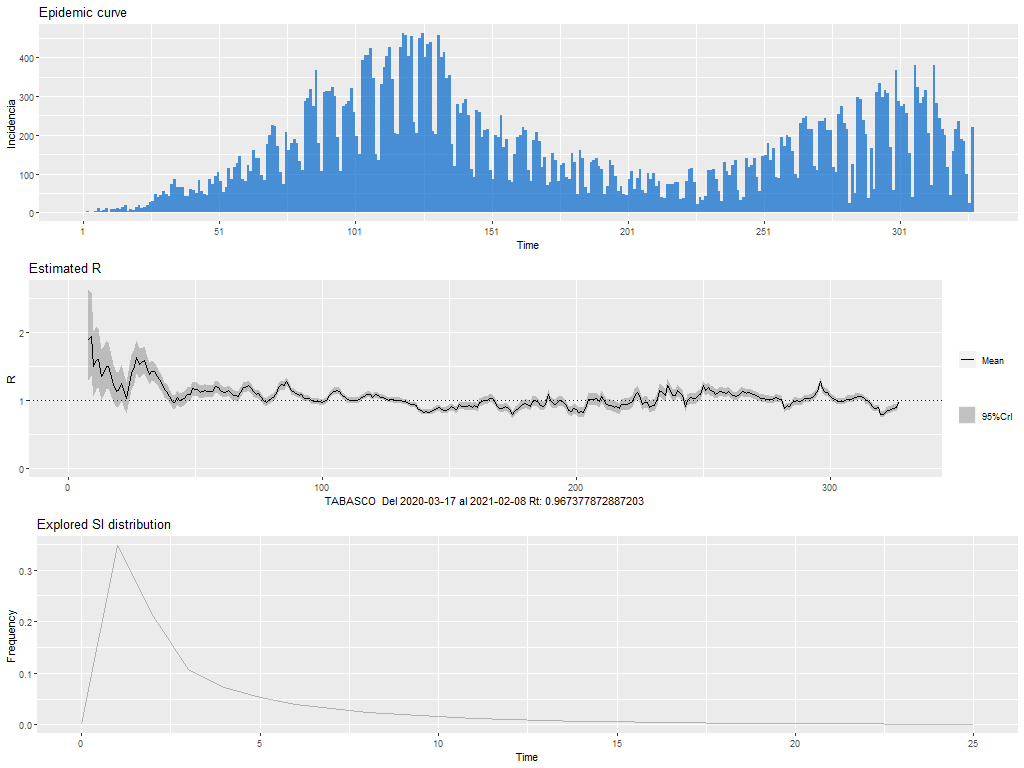 Epidemic curve
400
300
200
100
0
Incidencia
1 51 101 151 201 251 301
Time
Estimated R
2
1
0
R
0 100 200 300
TABASCO Del 2020-03-17 al 2021-02-08 Rt: 0.967377872887203
Mean
95%CrI
Explored SI distribution
0.3
0.2
0.1
0.0
Frequency
0 5 10 15 20 25
Time